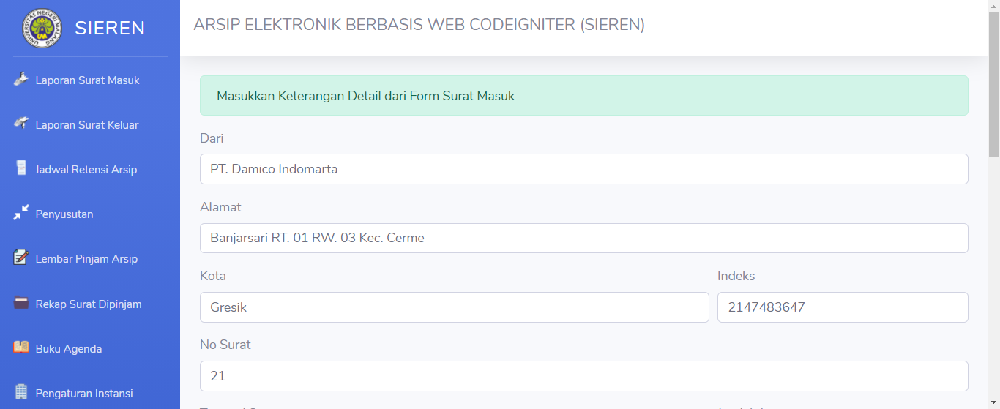 UNIVERSITAS NEGERI MALANG
UM
SIEREN
Laporan Surat Masuk
Laporan Surat Keluar
Jadwal Retensi Arsip
Penyusutan
Lembar Pinjam Arsip
Rekap Surat Dipinjam
Buku Agenda
Pengaturan Instansi
ARSIP ELEKTRONIK BERBASIS WEB CODEIGNITER (SIEREN)
Masukkan Keterangan Detail dari Form Surat Masuk
Dari
PT. Damico Indomarta
Alamat
Banjarsari RT. 01 RW. 03 Kec. Cerme
Kota
Indeks
Gresik
2147483647
No Surat
21